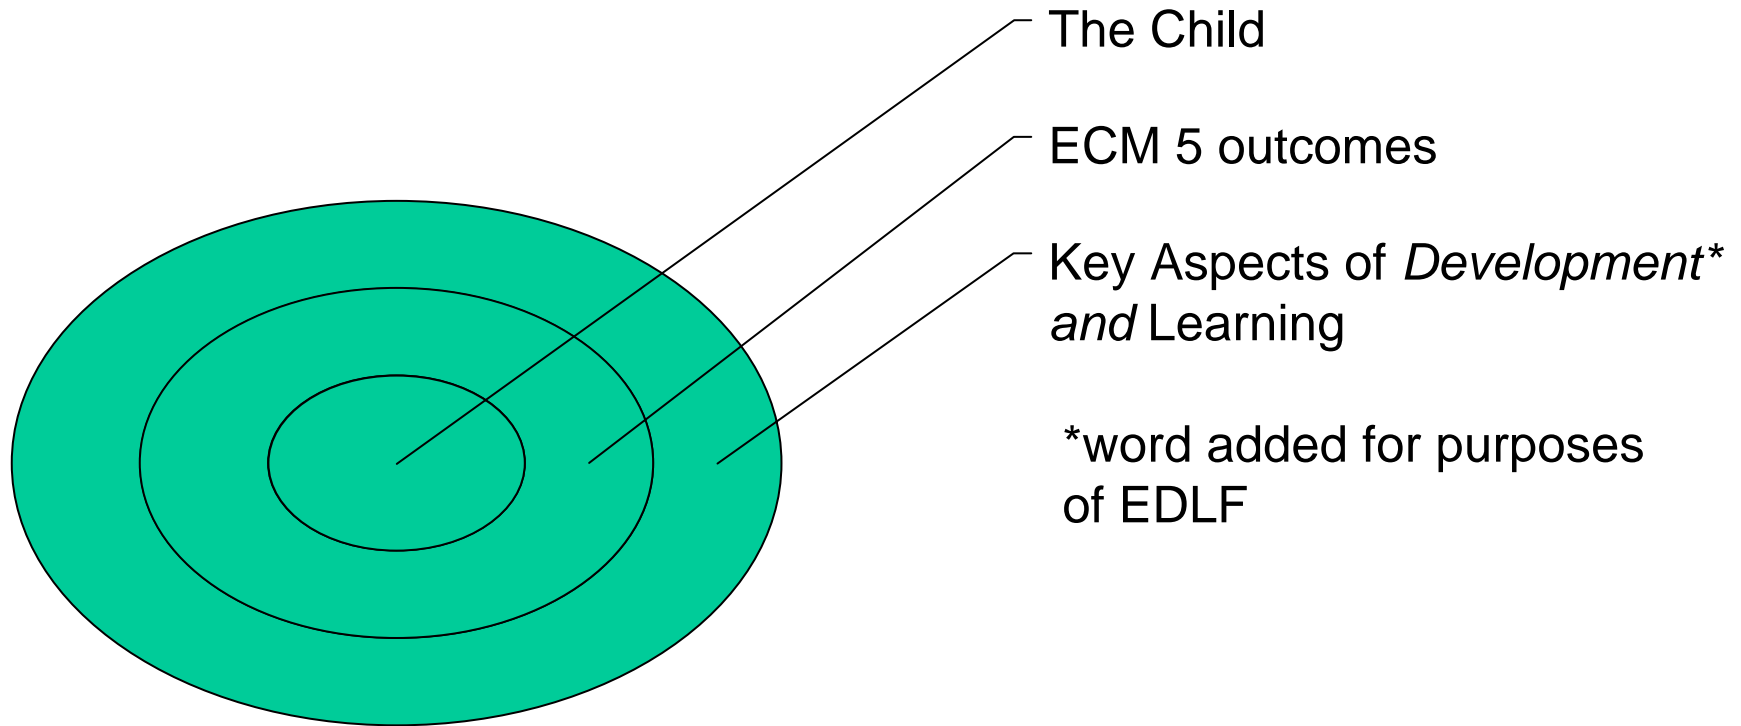 The Child
ECM 5 outcomes
Key Aspects of Development*
and Learning
*word added for purposes
of EDLF